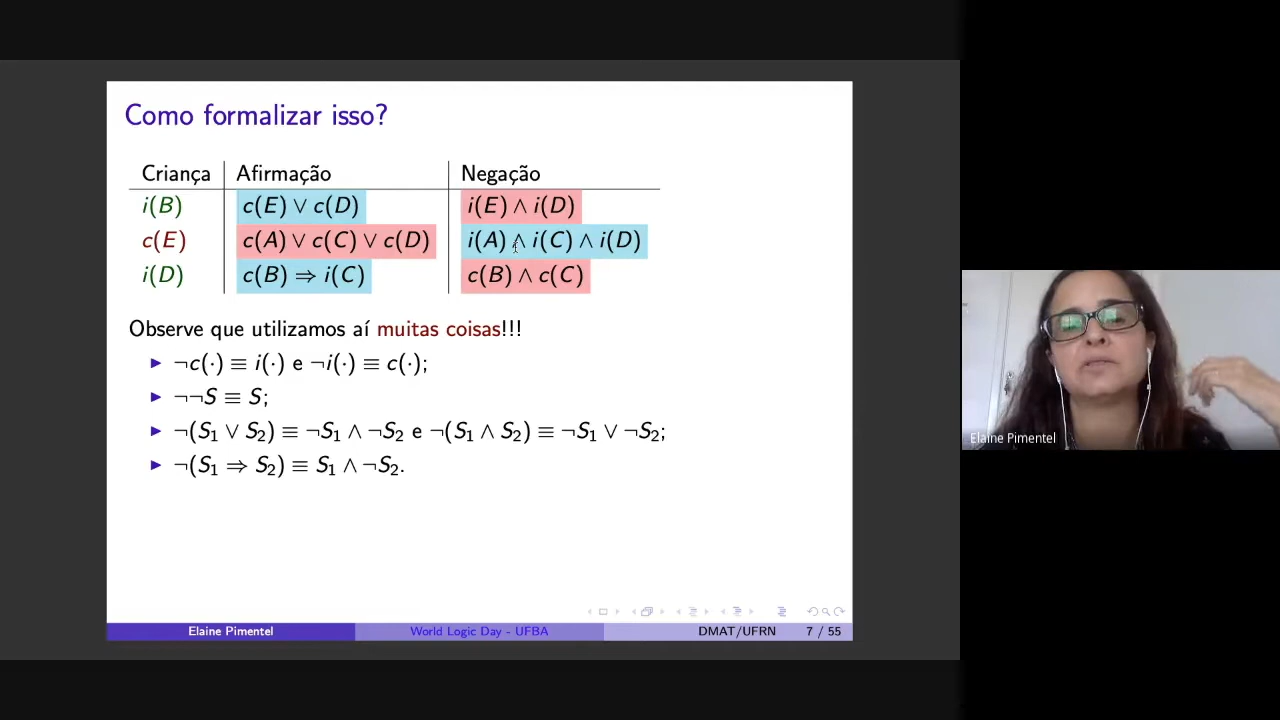 Como formalizar isso?
Criança Afirmação Negação
i(B) c(E) ∨ c(D) i(E) ∧ i(D)
c(E) c(A) ∨ c(C) ∨ c(D) i(A) ∧ i(C) ∧ i(D)
i(D) c(B) ⇒ i(C) c(B) ∧ c(C)
Observe que utilizamos aí muitas coisas!!!
▶ ¬c(·) ≡ i(·) e ¬i(·) ≡ c(·);
▶ ¬¬S ≡ S;
▶ ¬(S₁ ∨ S₂) ≡ ¬S₁ ∧ ¬S₂ e ¬(S₁ ∧ S₂) ≡ ¬S₁ ∨ ¬S₂;
▶ ¬(S₁ ⇒ S₂) ≡ S₁ ∧ ¬S₂.
Elaine Pimentel World Logic Day - UFBA DMAT/UFRN 7 / 55
Elaine Pimentel